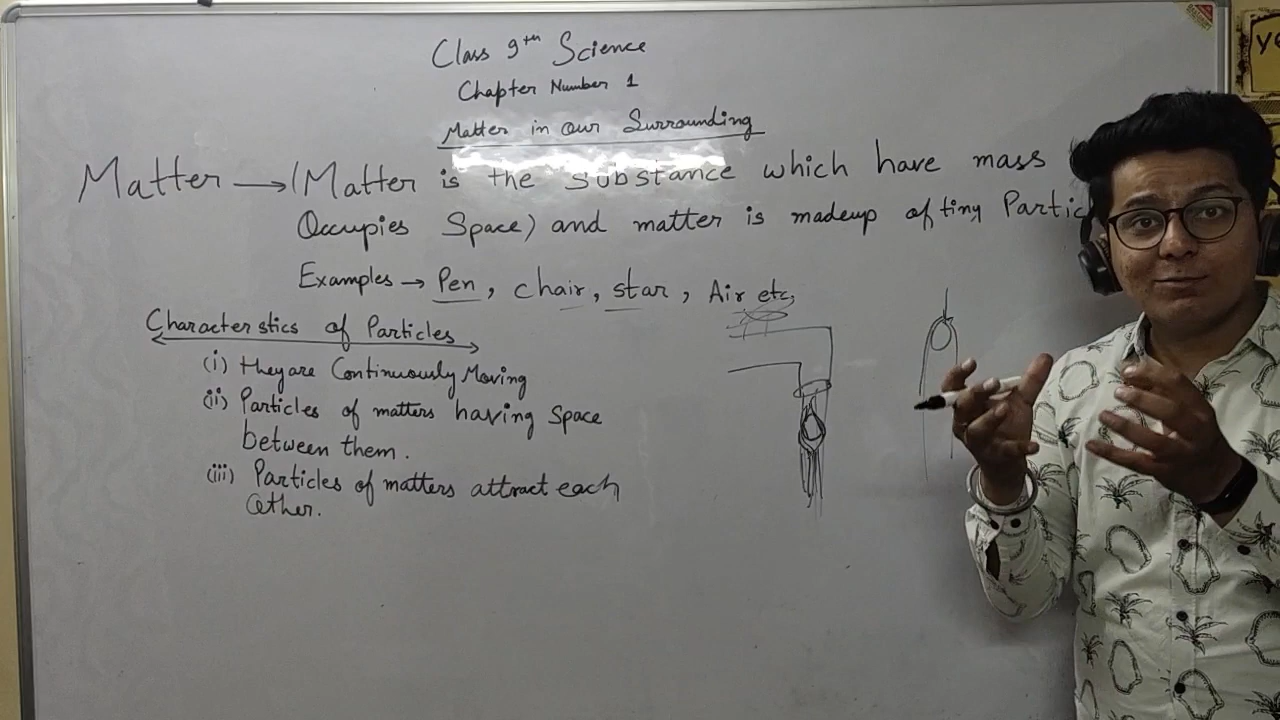 Class 9th Science
Chapter Number 1
Matter in our Surrounding
Matter → (Matter is the substance which have mass
Occupies Space) and matter is madeup of tiny Partic
Examples → Pen, chair, star, Air etc,
Characterstics of Particles
(i) they are Continuously Moving
(ii) Particles of matters having space
between them.
(iii) Particles of matters attract each
Other.